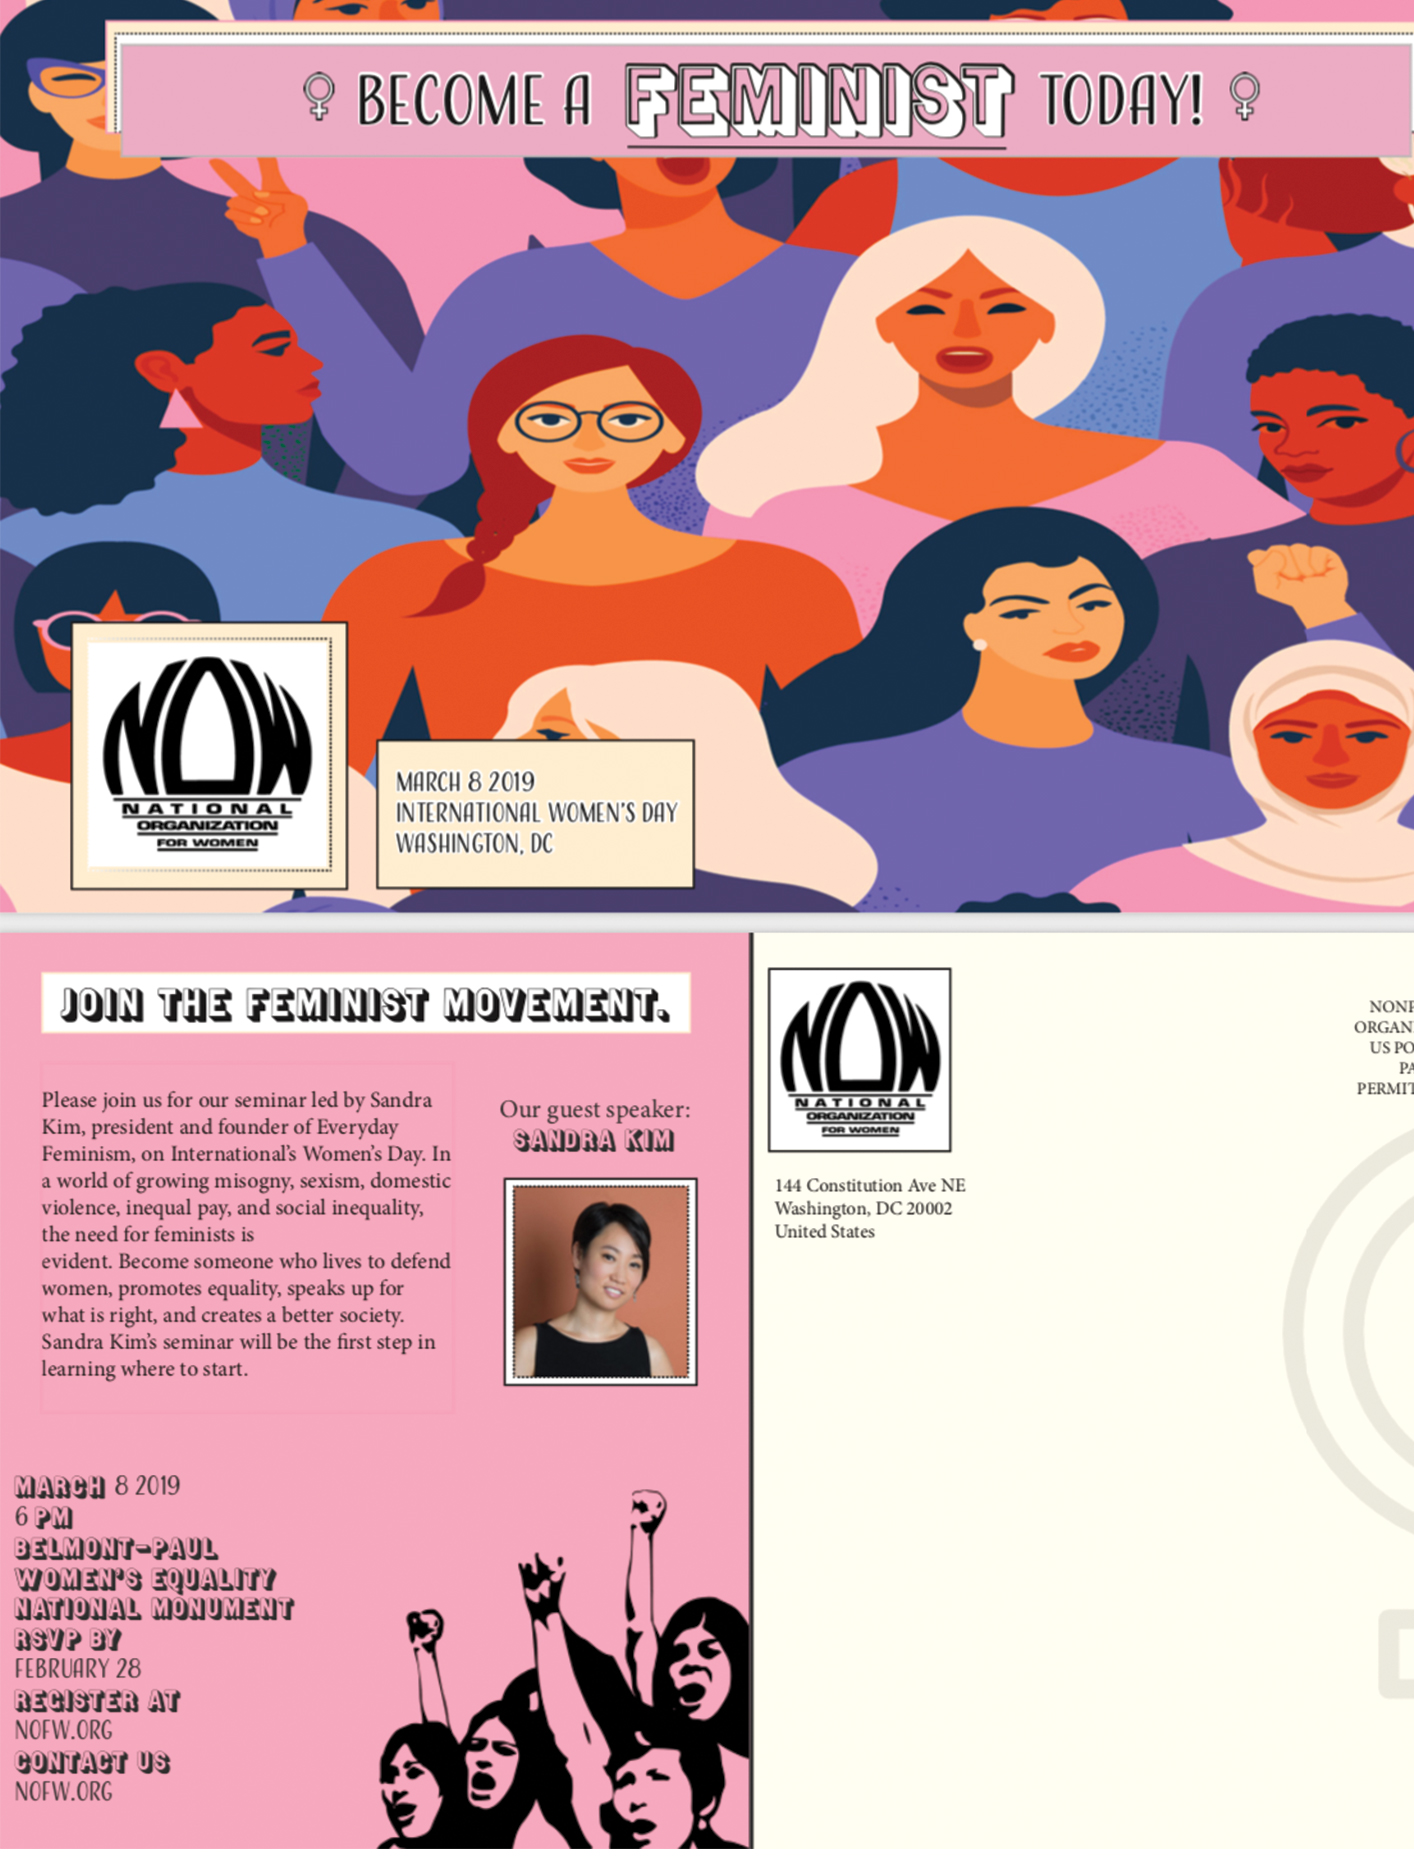 BECOME A FEMINIST TODAY!
NOW
NATIONAL
ORGANIZATION
FOR WOMEN
MARCH 8 2019
INTERNATIONAL WOMEN'S DAY
WASHINGTON, DC
JOIN THE FEMINIST MOVEMENT.
Please join us for our seminar led by Sandra
Kim, president and founder of Everyday
Feminism, on International's Women's Day. In
a world of growing misogny, sexism, domestic
violence, inequal pay, and social inequality,
the need for feminists is
evident. Become someone who lives to defend
women, promotes equality, speaks up for
what is right, and creates a better society.
Sandra Kim's seminar will be the first step in
learning where to start.
Our guest speaker:
SANDRA KIM
MARCH 8 2019
6 PM
BELMONT-PAUL
WOMEN'S EQUALITY
NATIONAL MONUMENT
RSVP BY
FEBRUARY 28
REGISTER AT
NOFW.ORG
CONTACT US
NOFW.ORG
NOW
NATIONAL
ORGANIZATION
FOR WOMEN
144 Constitution Ave NE
Washington, DC 20002
United States
NONP
ORGAN
US PO
PA
PERMIT